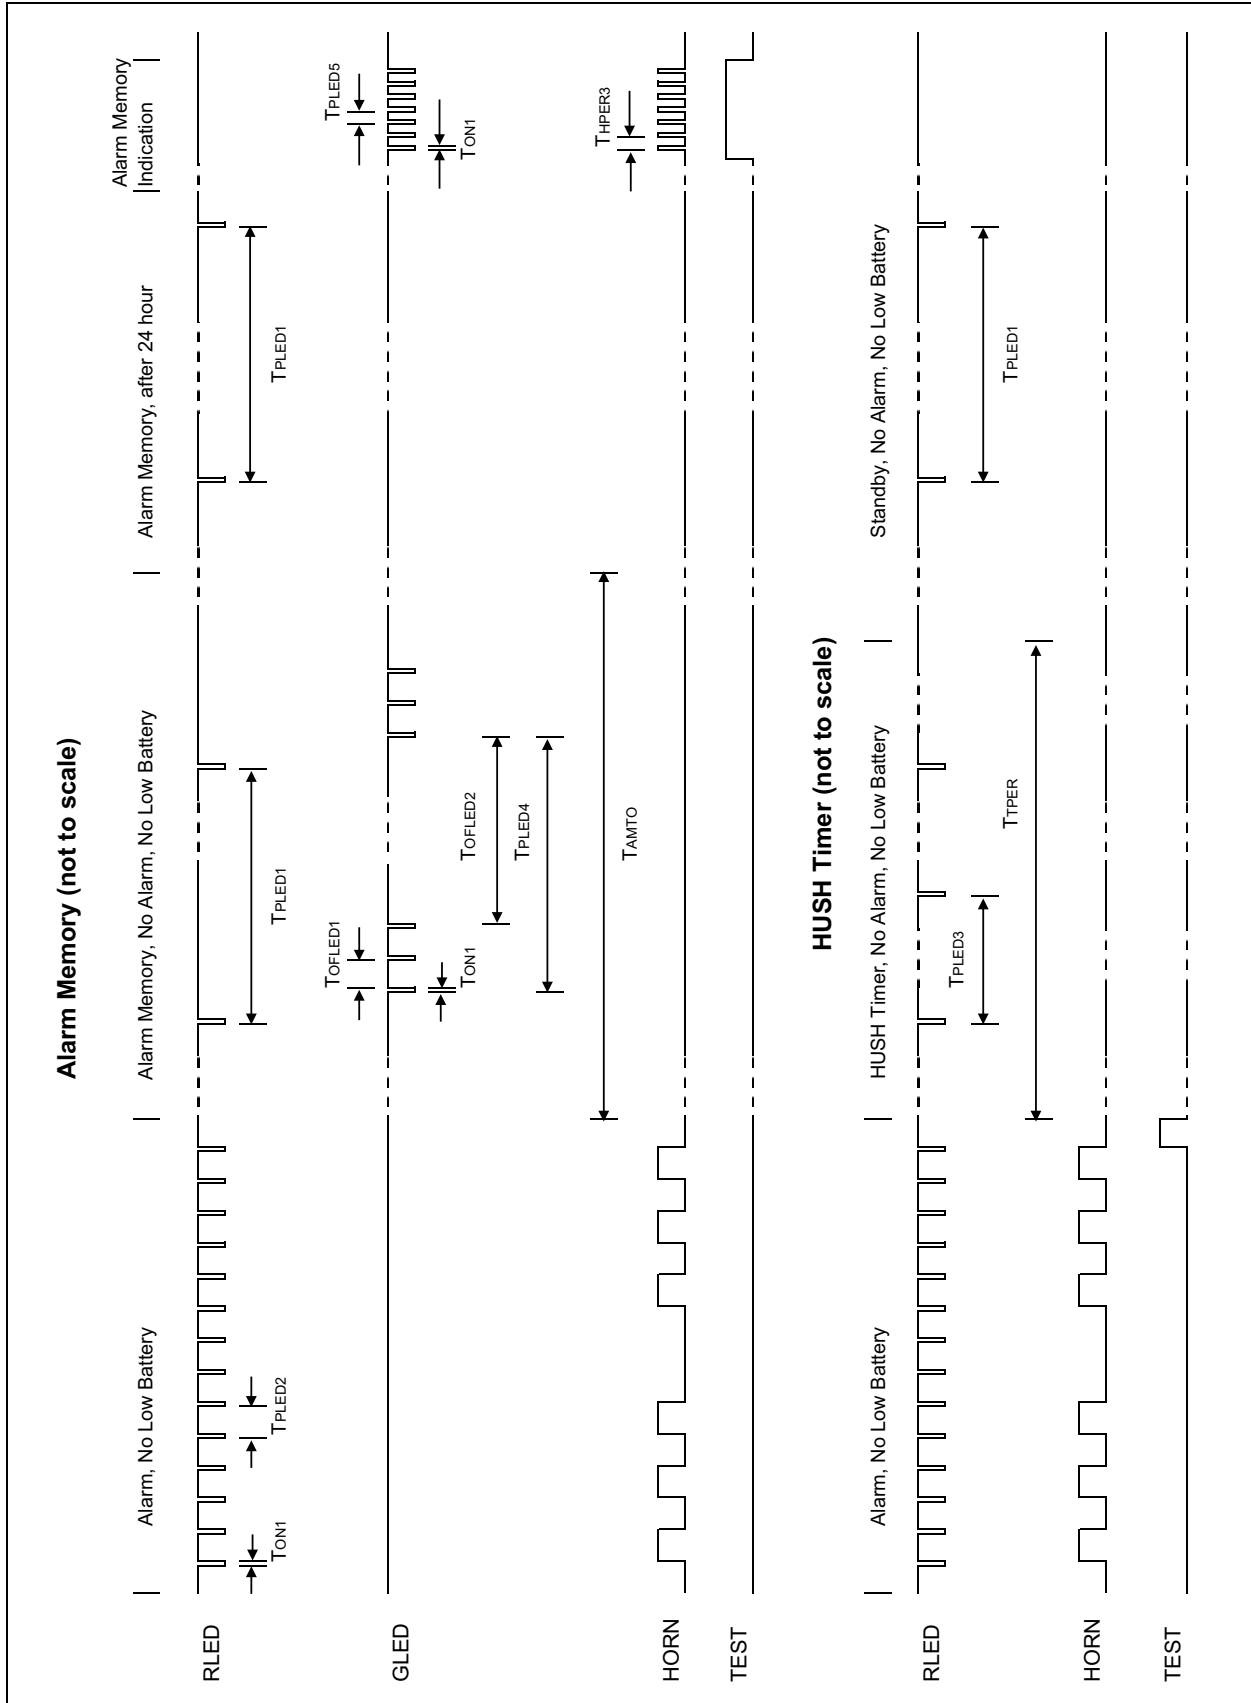 Alarm Memory (not to scale)
Alarm, No Low Battery
Alarm Memory, No Alarm, No Low Battery
Alarm Memory, after 24 hour
Alarm Memory
Indication
RLED
TON1
TPLED2
TPLED1
TPLED1
GLED
TOFLED1
TON1
TOFLED2
TPLED4
TPLED5
TON1
TAMTO
HORN
THPER3
TEST
HUSH Timer (not to scale)
Alarm, No Low Battery
HUSH Timer, No Alarm, No Low Battery
Standby, No Alarm, No Low Battery
RLED
TPLED3
TPLED1
TTPER
HORN
TEST